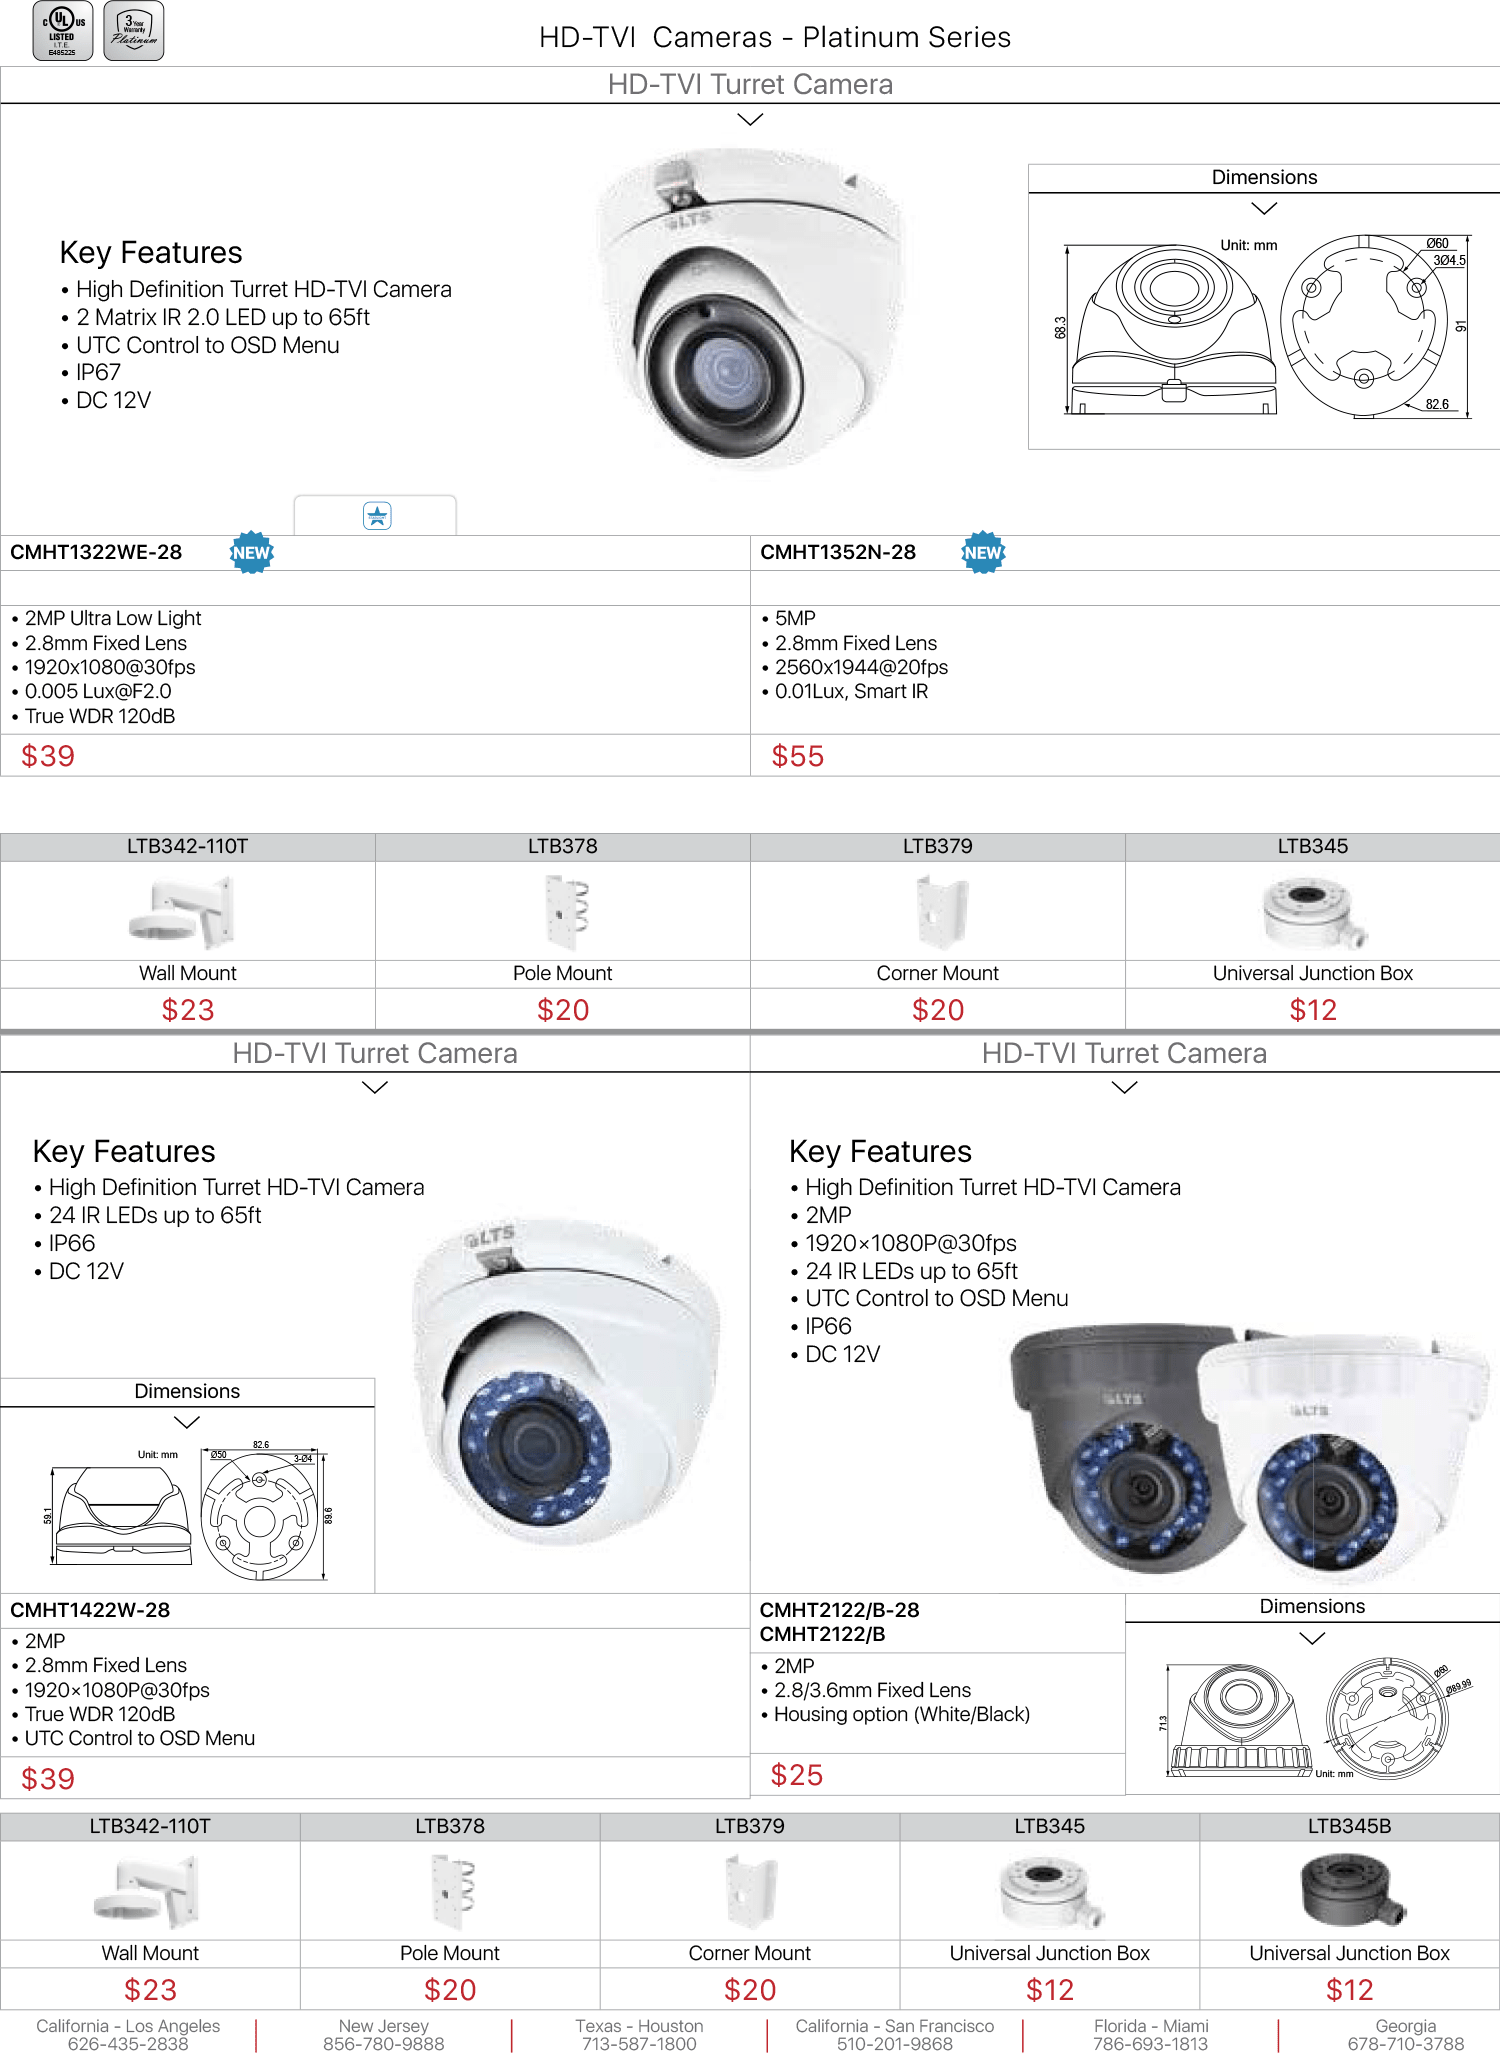 C UL US
LISTED
I.T.E.
E485225
3 Year
Warranty
Platinum
HD-TVI Cameras - Platinum Series
HD-TVI Turret Camera
LTS
Key Features
• High Definition Turret HD-TVI Camera
• 2 Matrix IR 2.0 LED up to 65ft
• UTC Control to OSD Menu
• IP67
• DC 12V
Dimensions
Unit: mm
Ø60
3Ø4.5
68.3
91
82.6
CMHT1322WE-28
NEW
• 2MP Ultra Low Light
• 2.8mm Fixed Lens
• 1920x1080@30fps
• 0.005 Lux@F2.0
• True WDR 120dB
$39
CMHT1352N-28
NEW
• 5MP
• 2.8mm Fixed Lens
• 2560x1944@20fps
• 0.01Lux, Smart IR
$55
LTB342-110T
LTB378
LTB379
LTB345
Wall Mount
Pole Mount
Corner Mount
Universal Junction Box
$23
$20
$20
$12
HD-TVI Turret Camera
Key Features
• High Definition Turret HD-TVI Camera
• 24 IR LEDs up to 65ft
• IP66
• DC 12V
LTS
Dimensions
Unit: mm
82.6
Ø50
3-Ø4
59.1
89.6
CMHT1422W-28
• 2MP
• 2.8mm Fixed Lens
• 1920×1080P@30fps
• True WDR 120dB
• UTC Control to OSD Menu
$39
HD-TVI Turret Camera
Key Features
• High Definition Turret HD-TVI Camera
• 2MP
• 1920×1080P@30fps
• 24 IR LEDs up to 65ft
• UTC Control to OSD Menu
• IP66
• DC 12V
LTS
LTS
CMHT2122/B-28
CMHT2122/B
• 2MP
• 2.8/3.6mm Fixed Lens
• Housing option (White/Black)
$25
Dimensions
Ø60
Ø89.99
71.3
Unit: mm
LTB342-110T
LTB378
LTB379
LTB345
LTB345B
Wall Mount
Pole Mount
Corner Mount
Universal Junction Box
Universal Junction Box
$23
$20
$20
$12
$12
California - Los Angeles
626-435-2838
New Jersey
856-780-9888
Texas - Houston
713-587-1800
California - San Francisco
510-201-9868
Florida - Miami
786-693-1813
Georgia
678-710-3788